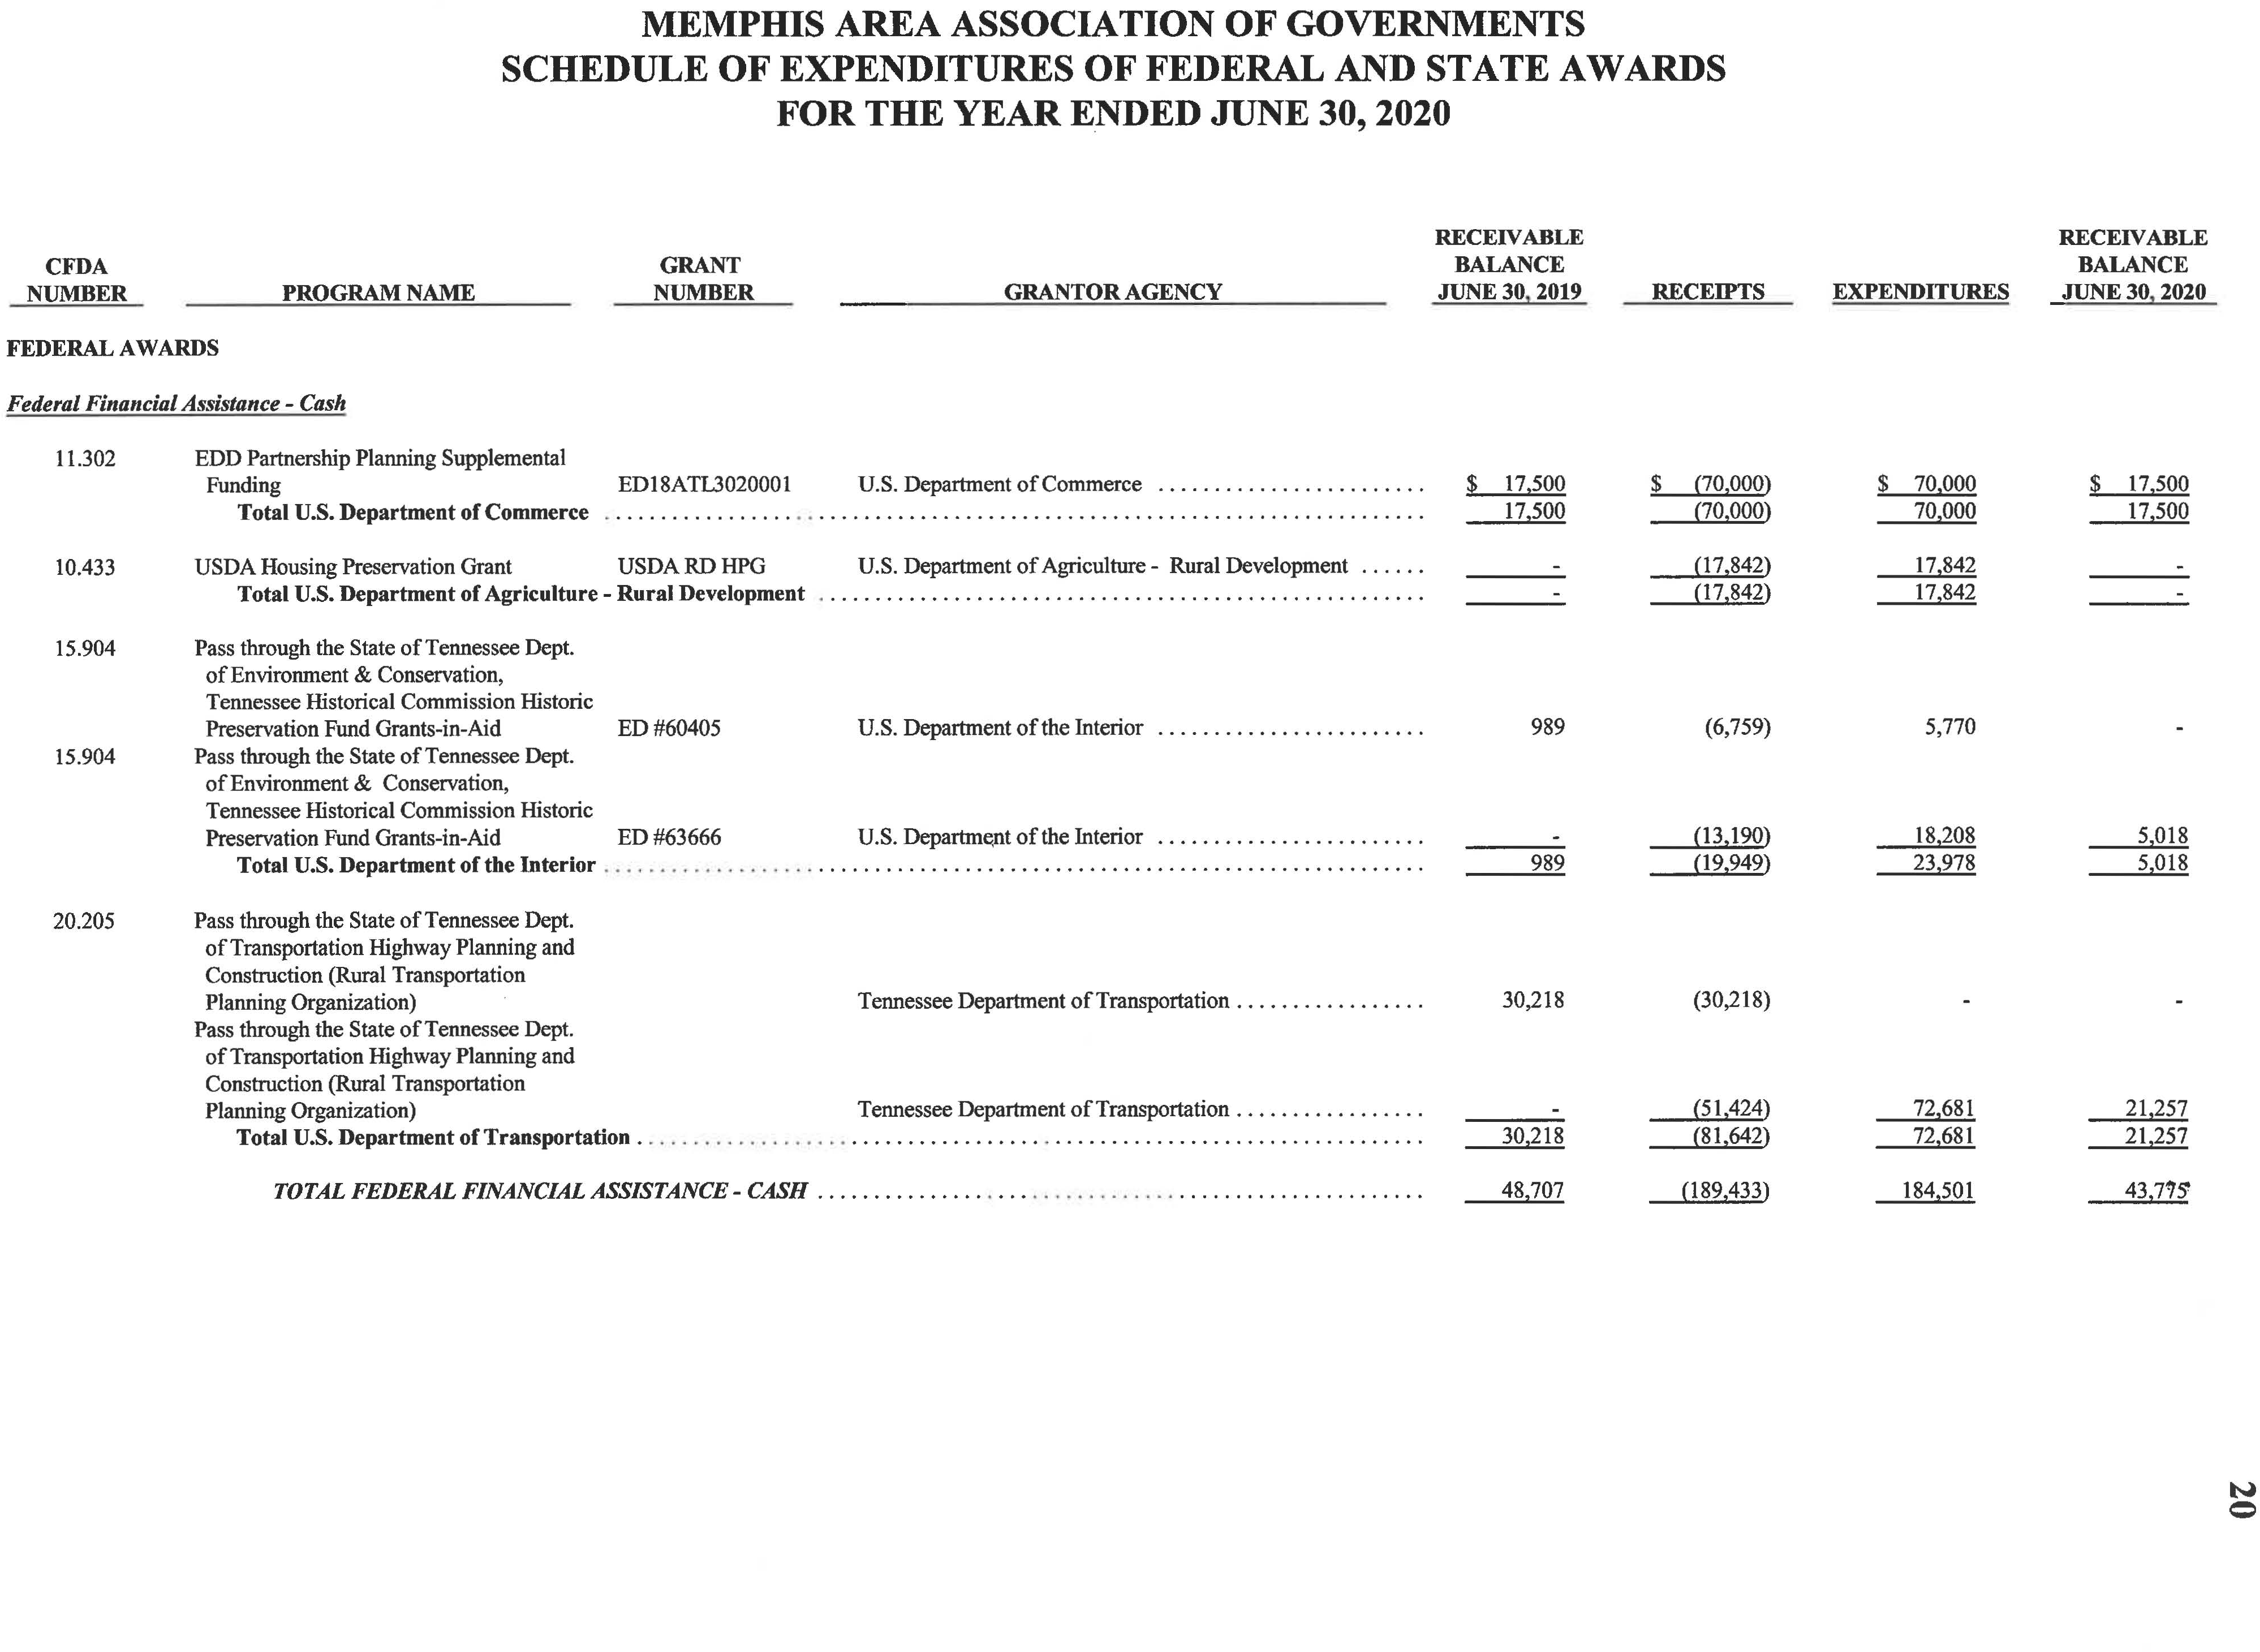 MEMPHIS AREA ASSOCIATION OF GOVERNMENTS
SCHEDULE OF EXPENDITURES OF FEDERAL AND STATE AWARDS
FOR THE YEAR ENDED JUNE 30, 2020
RECEIVABLE RECEIVABLE
CFDA GRANT BALANCE BALANCE
NUMBER PROGRAM NAME NUMBER GRANTOR AGENCY JUNE 30, 2019 RECEIPTS EXPENDITURES JUNE 30, 2020
FEDERAL AWARDS
Federal Financial Assistance - Cash
11.302 EDD Partnership Planning Supplemental
Funding ED18ATL3020001 U.S. Department of Commerce ........................ $ 17,500 $ (70,000) $ 70,000 $ 17,500
Total U.S. Department of Commerce ........................ 17,500 (70,000) 70,000 17,500
10.433 USDA Housing Preservation Grant USDA RD HPG U.S. Department of Agriculture - Rural Development ...... - (17,842) 17,842 -
Total U.S. Department of Agriculture - Rural Development ........................ - (17,842) 17,842 -
15.904 Pass through the State of Tennessee Dept.
of Environment & Conservation,
Tennessee Historical Commission Historic
Preservation Fund Grants-in-Aid ED #60405 U.S. Department of the Interior ........................ 989 (6,759) 5,770 -
15.904 Pass through the State of Tennessee Dept.
of Environment & Conservation,
Tennessee Historical Commission Historic
Preservation Fund Grants-in-Aid ED #63666 U.S. Department of the Interior ........................ - (13,190) 18,208 5,018
Total U.S. Department of the Interior ........................ 989 (19,949) 23,978 5,018
20.205 Pass through the State of Tennessee Dept.
of Transportation Highway Planning and
Construction (Rural Transportation
Planning Organization) Tennessee Department of Transportation ................. 30,218 (30,218) - -
Pass through the State of Tennessee Dept.
of Transportation Highway Planning and
Construction (Rural Transportation
Planning Organization) Tennessee Department of Transportation ................. - (51,424) 72,681 21,257
Total U.S. Department of Transportation ........................ 30,218 (81,642) 72,681 21,257
TOTAL FEDERAL FINANCIAL ASSISTANCE - CASH ........................ 48,707 (189,433) 184,501 43,775
20